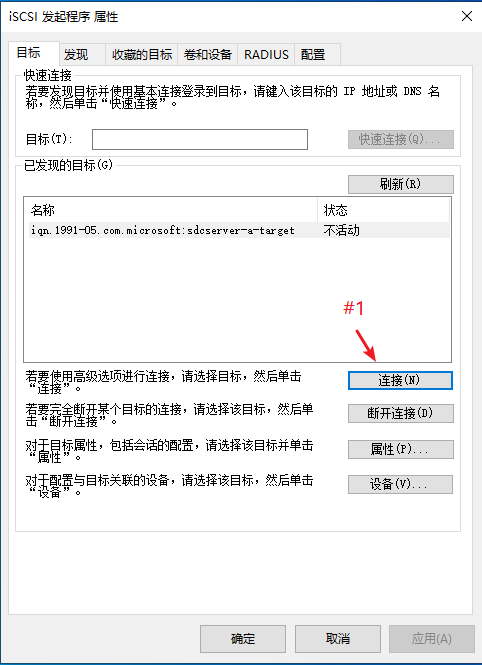 iSCSI 发起程序 属性
目标 发现 收藏的目标 卷和设备 RADIUS 配置
快速连接
若要发现目标并使用基本连接登录到目标，请键入该目标的 IP 地址或 DNS 名
称，然后单击“快速连接”。
目标(T): 快速连接(Q)...
已发现的目标(G)
刷新(R)
名称 状态
iqn.1991-05.com.microsoft:sdcserver-a-target 不活动
#1
若要使用高级选项进行连接，请选择目标，然后单击
“连接”。
连接(N)
若要完全断开某个目标的连接，请选择该目标，然后单
击“断开连接”。
断开连接(D)
对于目标属性，包括会话的配置，请选择该目标并单击
“属性”。
属性(P)...
对于配置与目标关联的设备，请选择该目标，然后单击
“设备”。
设备(V)...
确定 取消 应用(A)